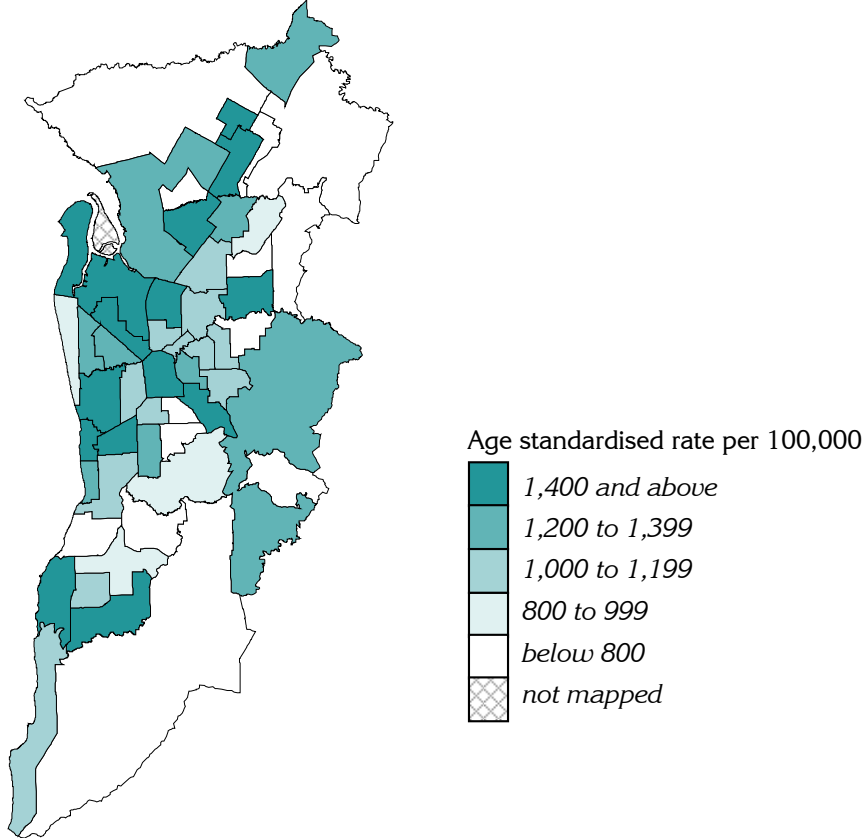 Age standardised rate per 100,000
1,400 and above
1,200 to 1,399
1,000 to 1,199
800 to 999
below 800
not mapped